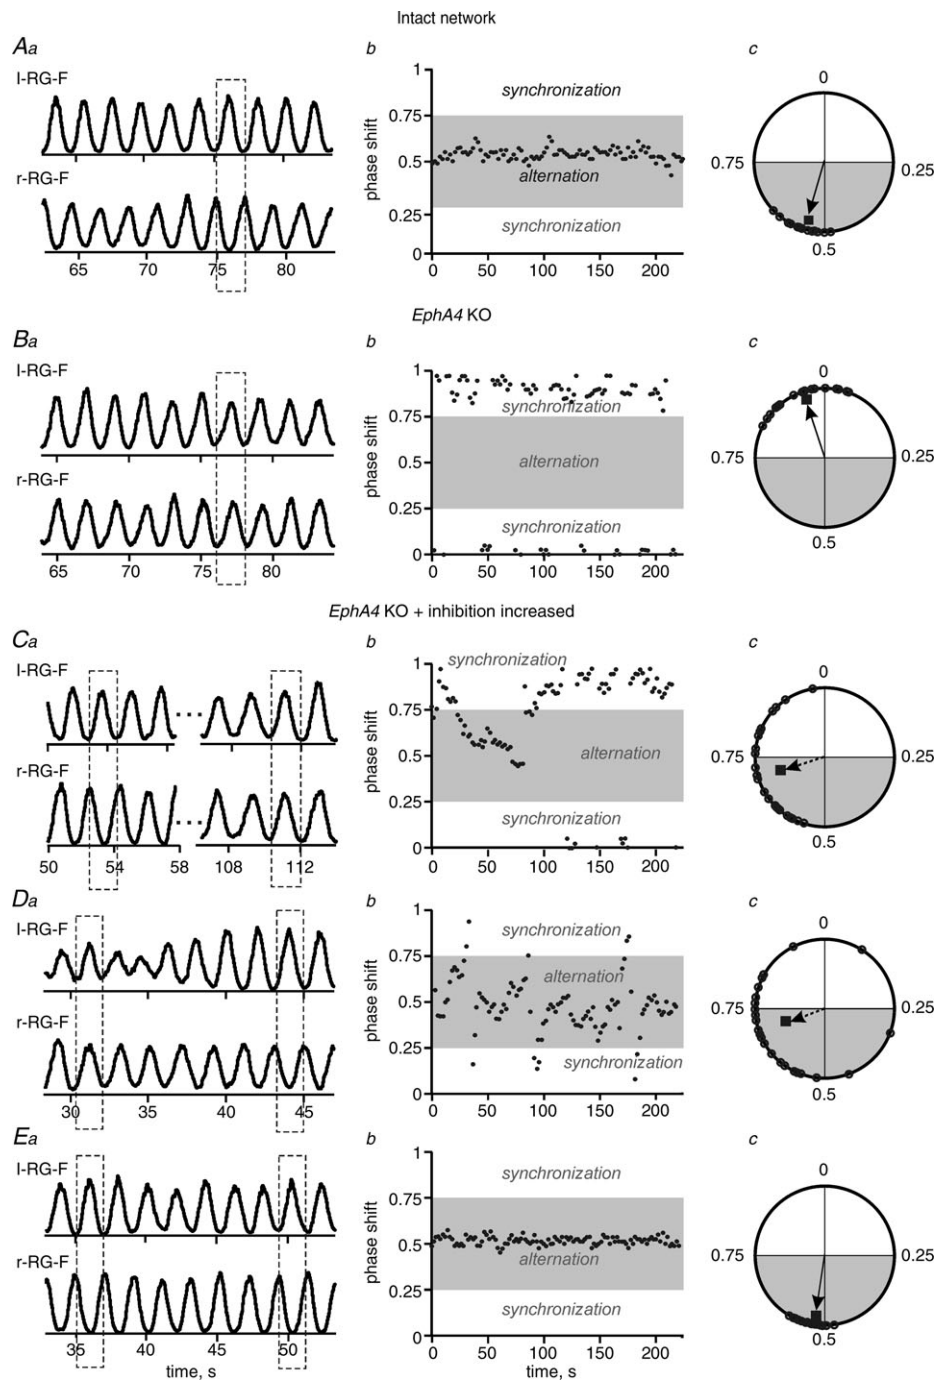 Intact network
Aa
b
c
l-RG-F
r-RG-F
65 70 75 80
phase shift
1
0.75
0.5
0.25
0
synchronization
alternation
synchronization
0 50 100 150 200
0
0.75
0.25
0.5
EphA4 KO
Ba
b
c
l-RG-F
r-RG-F
65 70 75 80
phase shift
1
0.75
0.5
0.25
0
synchronization
alternation
synchronization
0 50 100 150 200
0
0.75
0.25
0.5
EphA4 KO + inhibition increased
Ca
b
c
l-RG-F
r-RG-F
50 54 58 108 112
phase shift
1
0.75
0.5
0.25
0
synchronization
alternation
synchronization
0 50 100 150 200
0
0.75
0.25
0.5
Da
b
c
l-RG-F
r-RG-F
30 35 40 45
phase shift
1
0.75
0.5
0.25
0
synchronization
alternation
synchronization
0 50 100 150 200
0
0.75
0.25
0.5
Ea
b
c
l-RG-F
r-RG-F
35 40 45 50
time, s
phase shift
1
0.75
0.5
0.25
0
synchronization
alternation
synchronization
0 50 100 150 200
time, s
0
0.75
0.25
0.5